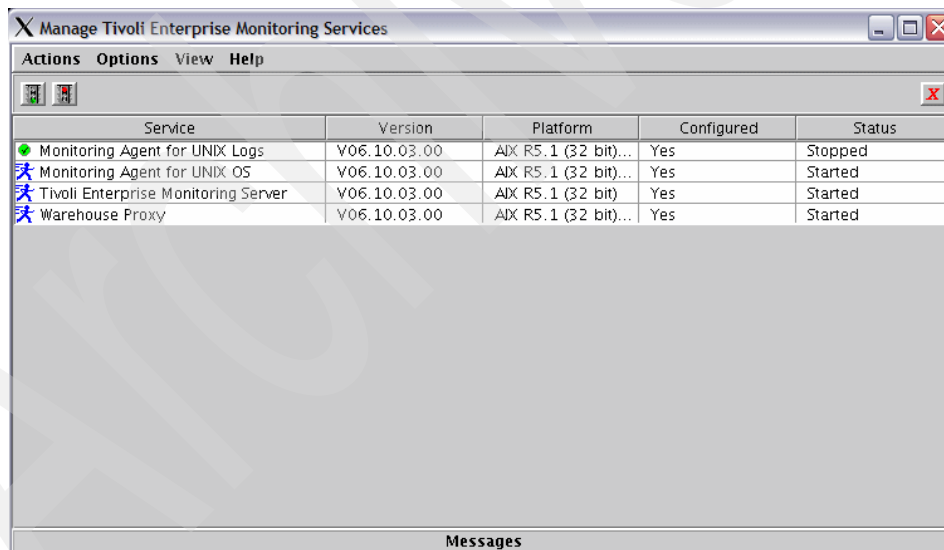 Manage Tivoli Enterprise Monitoring Services
Actions Options View Help
X
Service Version Platform Configured Status
Monitoring Agent for UNIX Logs V06.10.03.00 AIX R5.1 (32 bit)... Yes Stopped
Monitoring Agent for UNIX OS V06.10.03.00 AIX R5.1 (32 bit)... Yes Started
Tivoli Enterprise Monitoring Server V06.10.03.00 AIX R5.1 (32 bit) Yes Started
Warehouse Proxy V06.10.03.00 AIX R5.1 (32 bit)... Yes Started
Messages